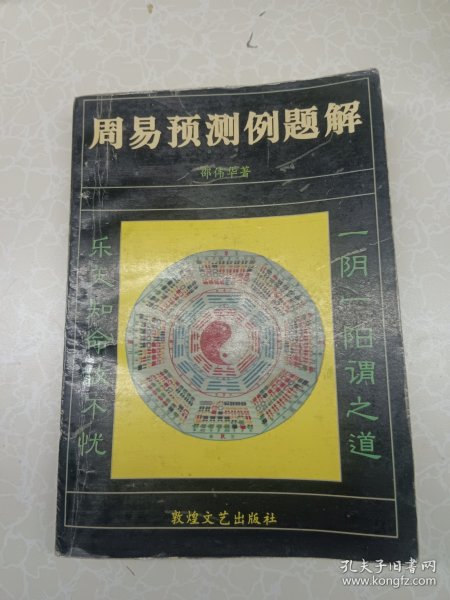 周易预测例题解
邵伟华著
一阴一阳谓之道
乐天知命故不忧
敦煌文艺出版社
孔夫子旧书网
www.kongfz.com